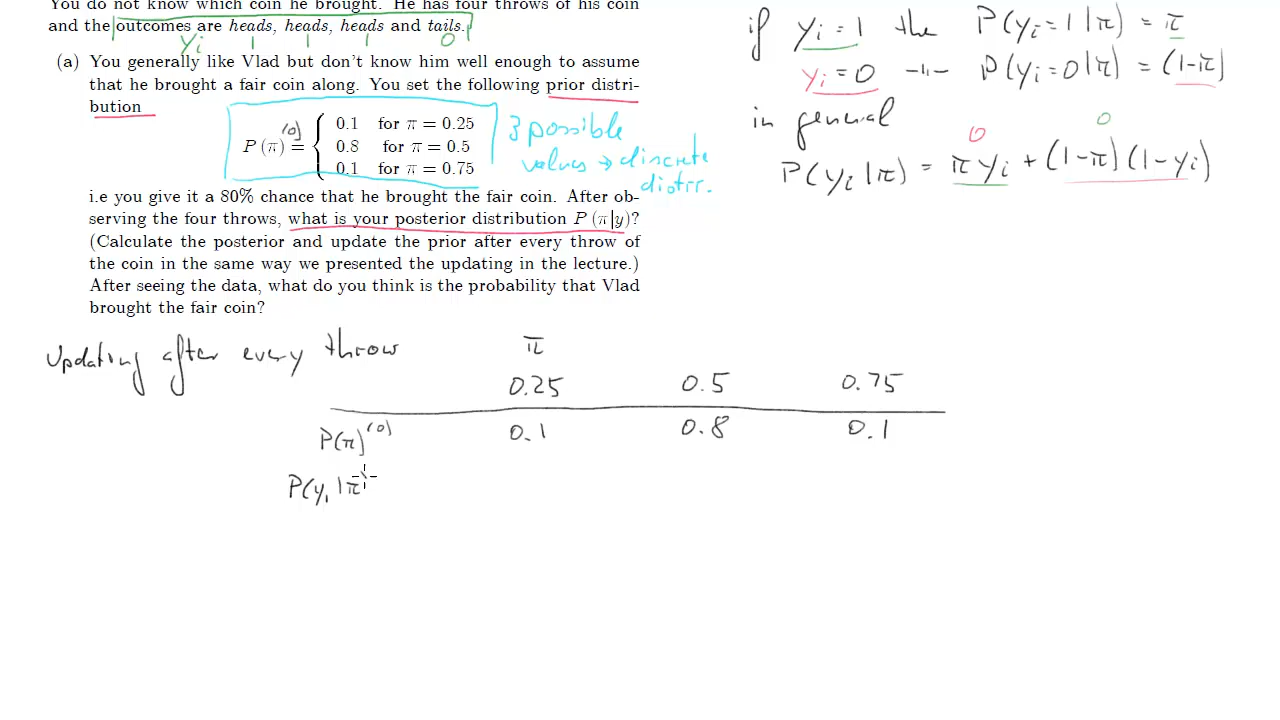 You do not know which coin he brought. He has four throws of his coin
and the outcomes are heads, heads, heads and tails.
yi 1 1 1 0
(a) You generally like Vlad but don't know him well enough to assume
that he brought a fair coin along. You set the following prior distri-
bution
P (π)^(0) = { 0.1 for π = 0.25
0.8 for π = 0.5
0.1 for π = 0.75
3 possible
values → discrete
distr.
i.e you give it a 80% chance that he brought the fair coin. After ob-
serving the four throws, what is your posterior distribution P (π|y)?
(Calculate the posterior and update the prior after every throw of
the coin in the same way we presented the updating in the lecture.)
After seeing the data, what do you think is the probability that Vlad
brought the fair coin?
if yi = 1 the P(yi=1|π) = π
yi = 0 -"- P(yi=0|π) = (1-π)
in general
0 0
P(yi|π) = π yi + (1-π)(1-yi)
Updating after every throw
π
0.25 0.5 0.75
P(π)^(0) 0.1 0.8 0.1
P(y1|π